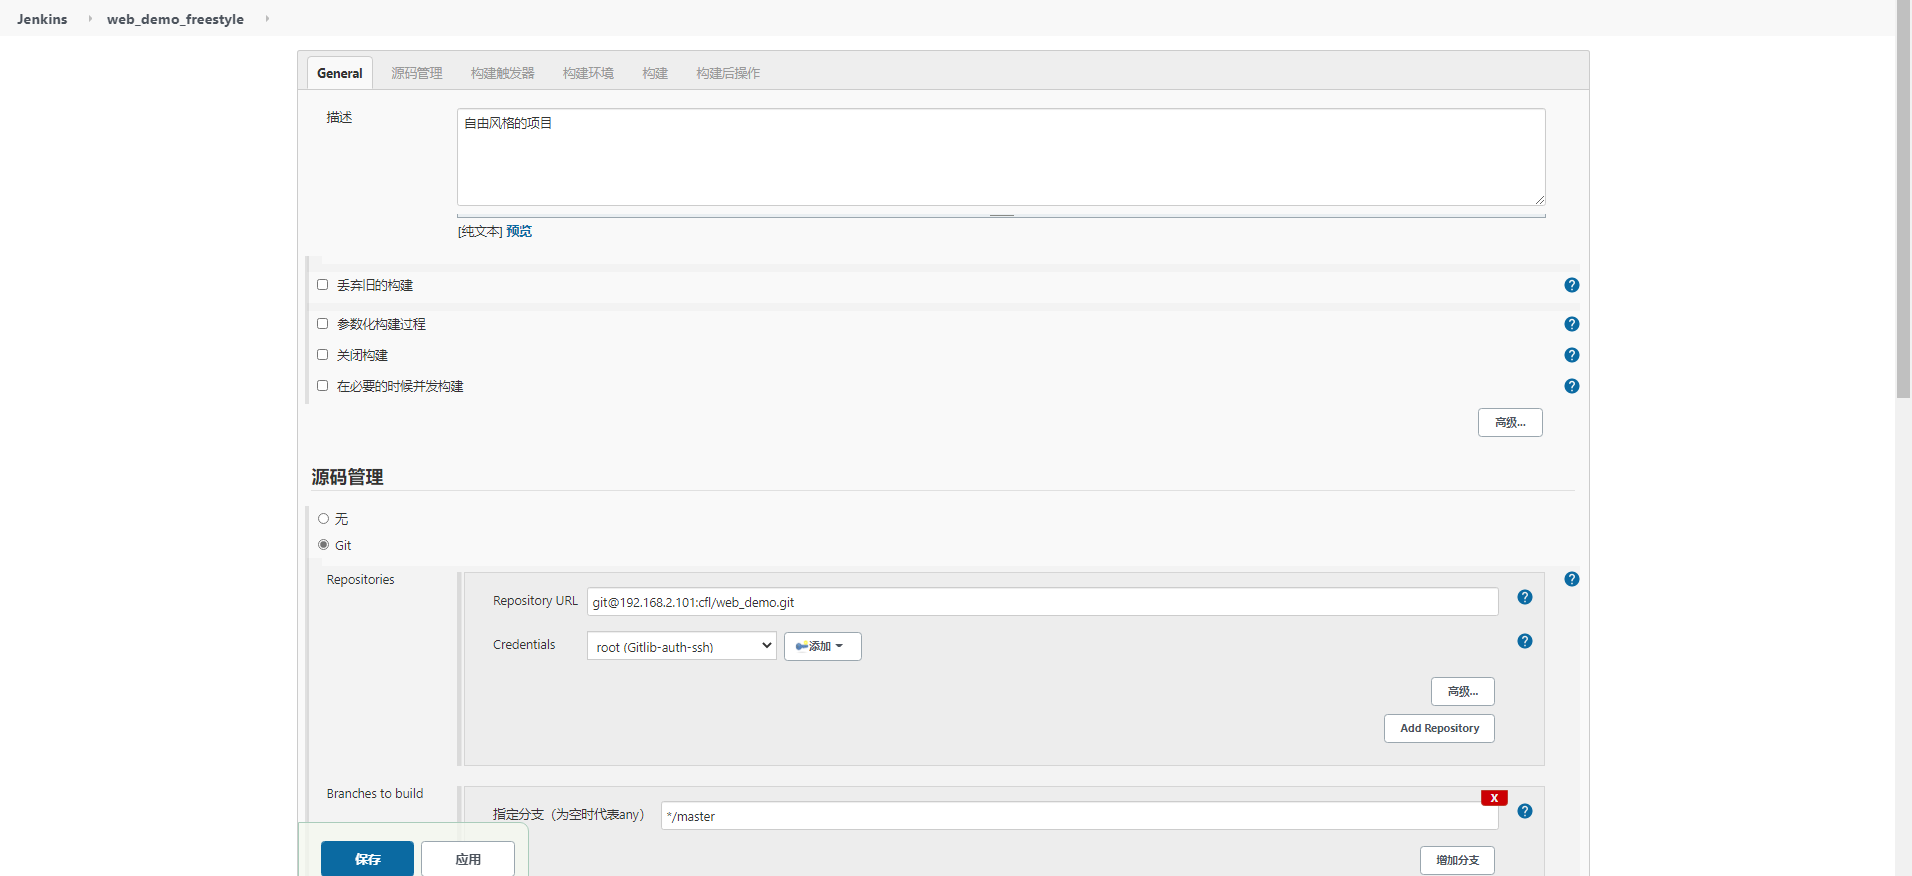 Jenkins web_demo_freestyle
General 源码管理 构建触发器 构建环境 构建 构建后操作
描述
自由风格的项目
[纯文本] 预览
丢弃旧的构建 ?
参数化构建过程 ?
关闭构建 ?
在必要的时候并发构建 ?
高级...
源码管理
无
Git
Repositories ?
Repository URL git@192.168.2.101:cfl/web_demo.git ?
Credentials root (Gitlib-auth-ssh) 添加 ?
高级...
Add Repository
Branches to build
X
指定分支（为空时代表any） */master ?
增加分支
保存 应用